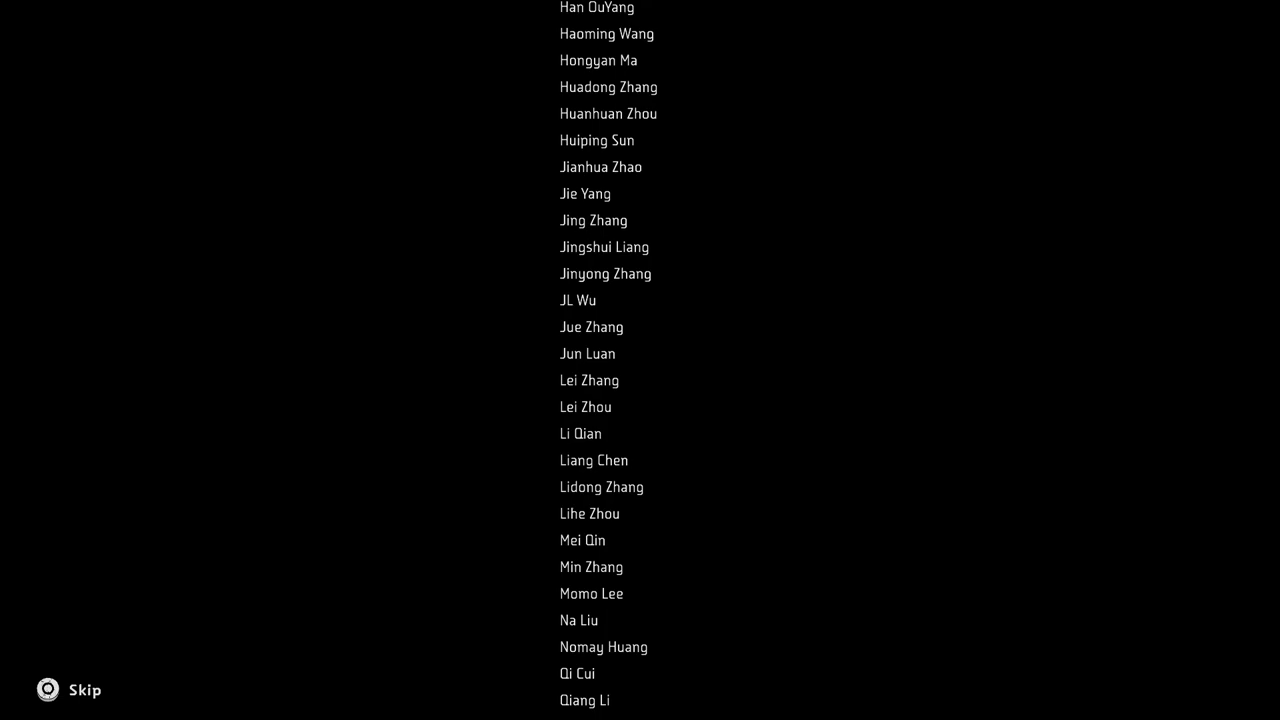 Han OuYang
Haoming Wang
Hongyan Ma
Huadong Zhang
Huanhuan Zhou
Huiping Sun
Jianhua Zhao
Jie Yang
Jing Zhang
Jingshui Liang
Jinyong Zhang
JL Wu
Jue Zhang
Jun Luan
Lei Zhang
Lei Zhou
Li Qian
Liang Chen
Lidong Zhang
Lihe Zhou
Mei Qin
Min Zhang
Momo Lee
Na Liu
Nomay Huang
Qi Cui
Qiang Li
Skip